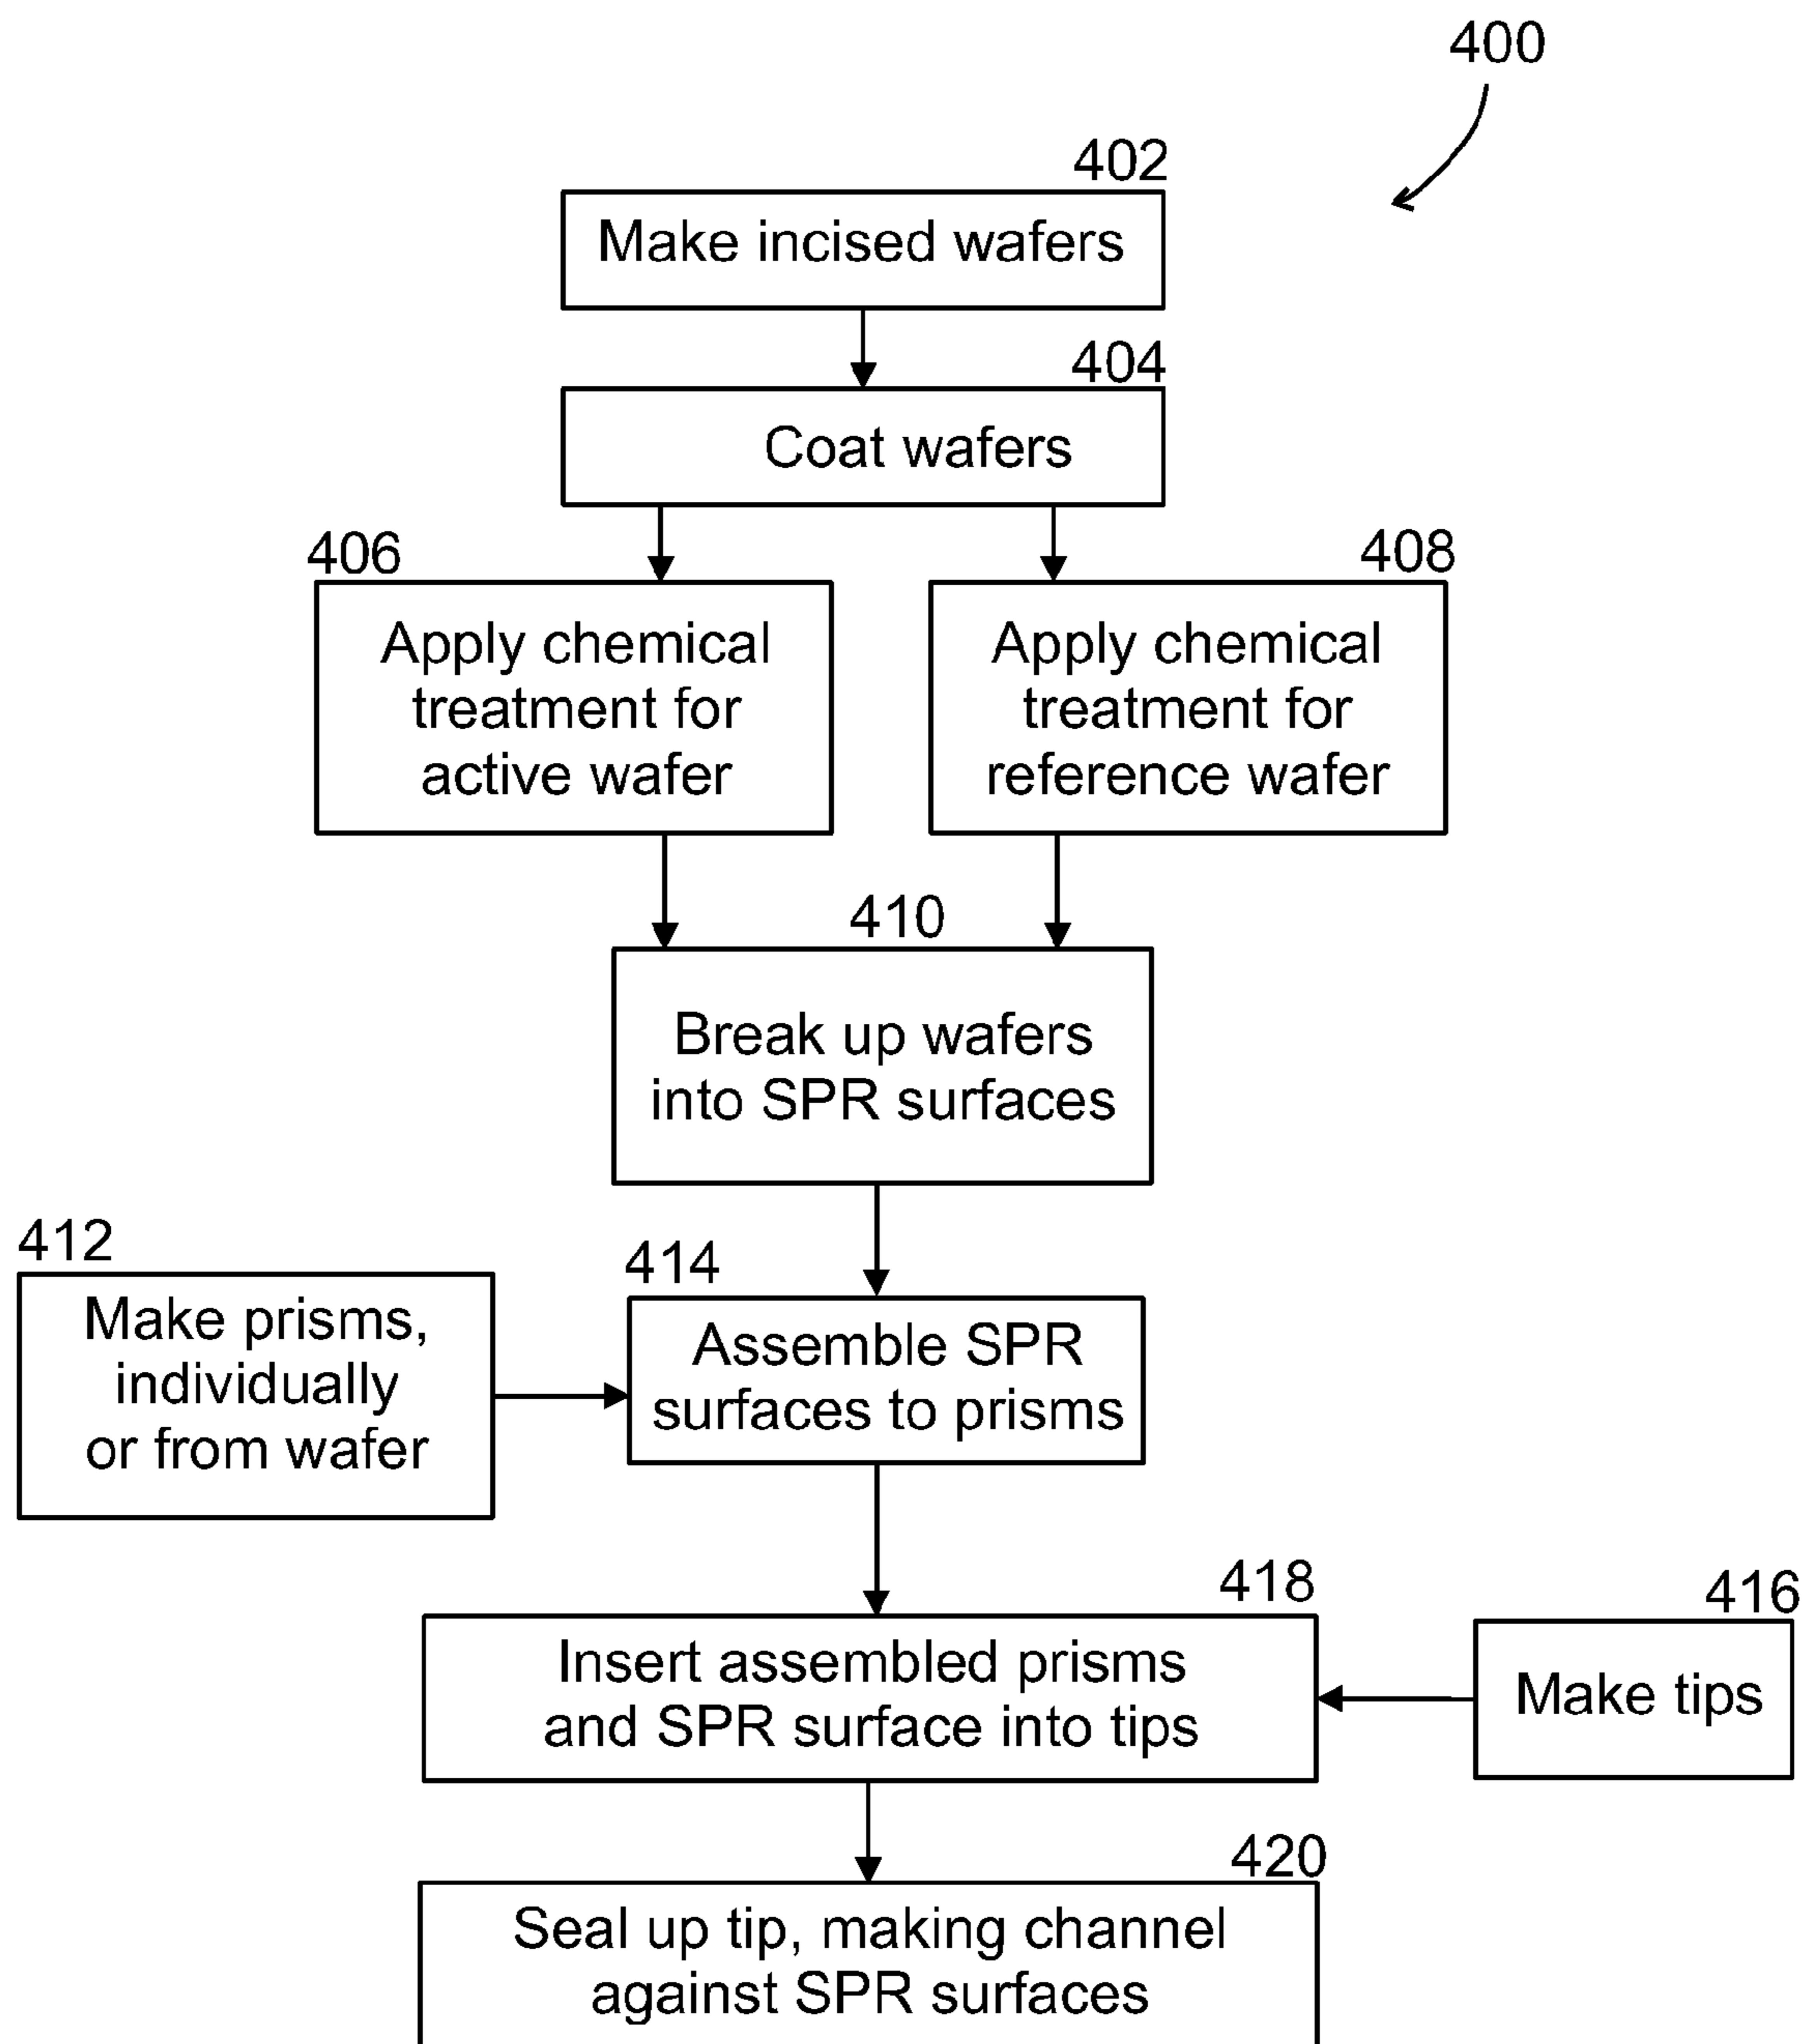 400
402
Make incised wafers
404
Coat wafers
406
Apply chemical
treatment for
active wafer
408
Apply chemical
treatment for
reference wafer
410
Break up wafers
into SPR surfaces
412
Make prisms,
individually
or from wafer
414
Assemble SPR
surfaces to prisms
418
Insert assembled prisms
and SPR surface into tips
416
Make tips
420
Seal up tip, making channel
against SPR surfaces